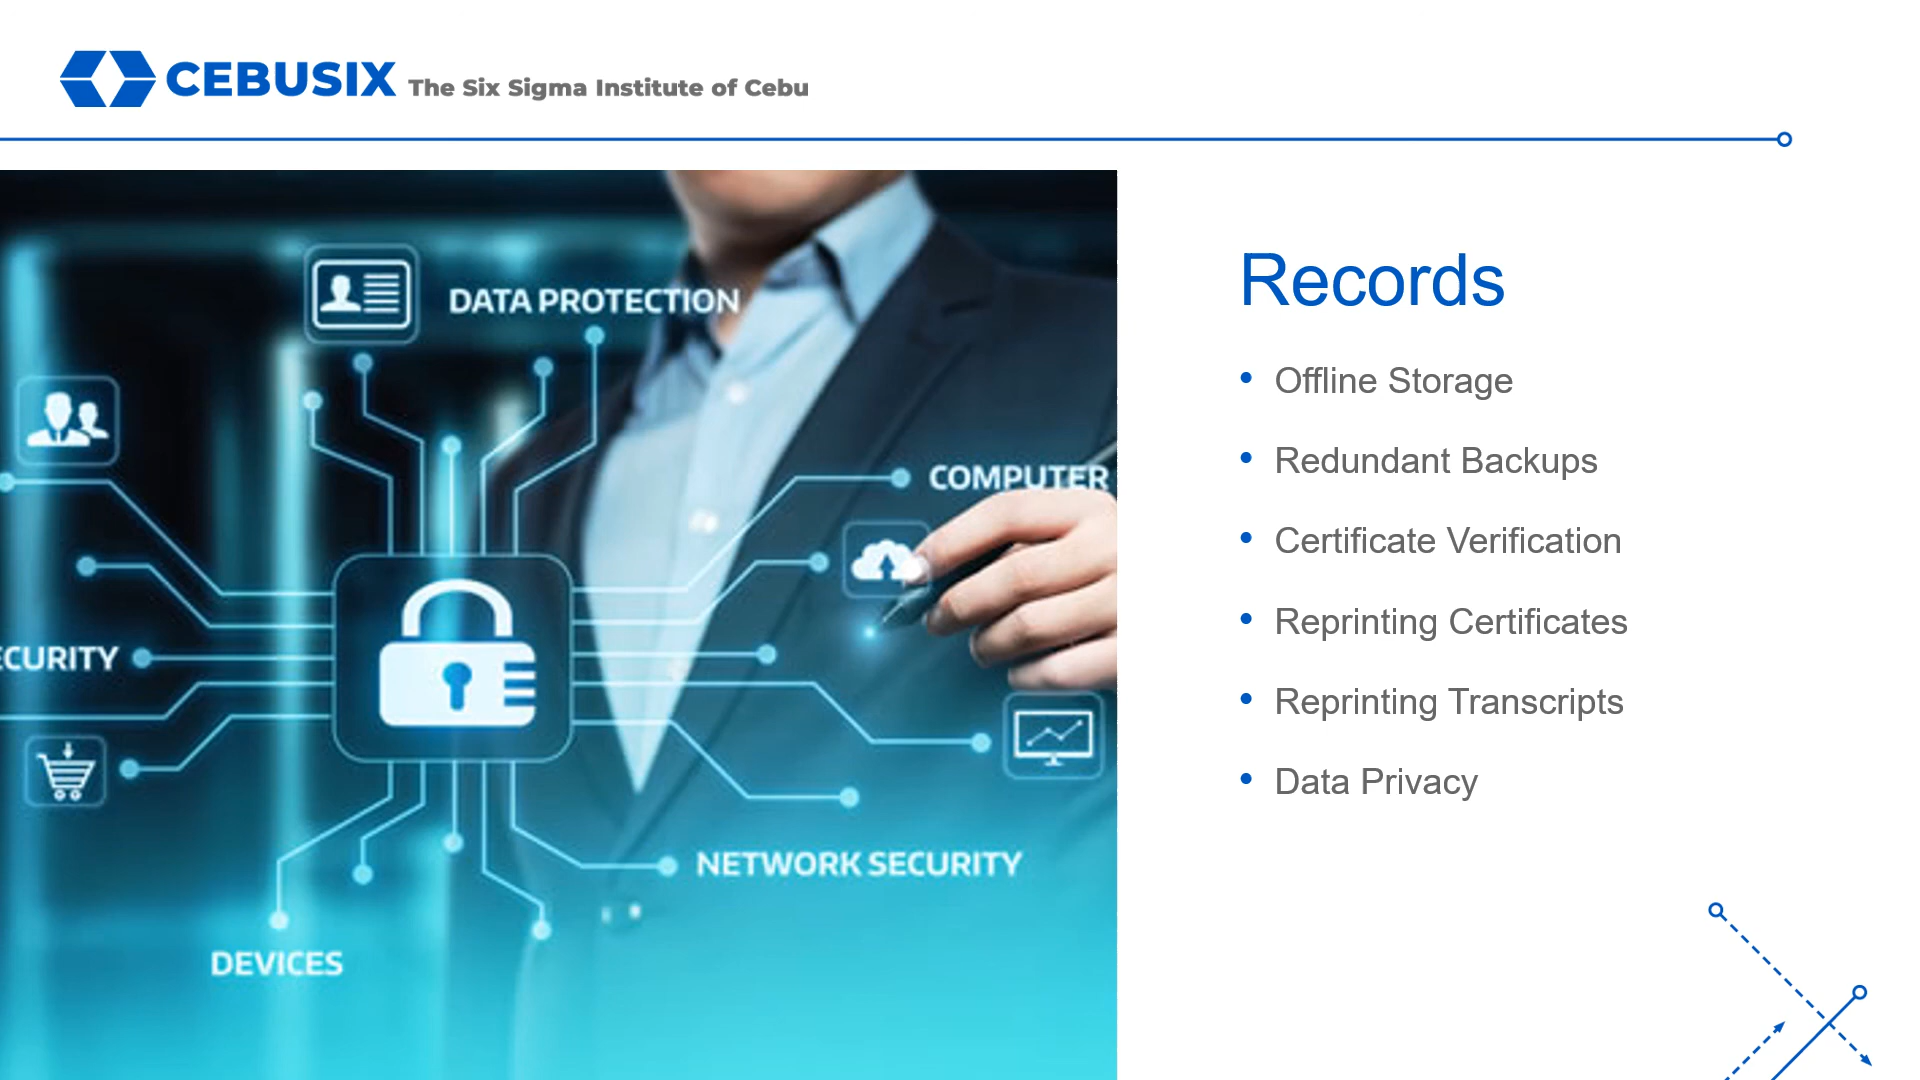 CEBUSIX The Six Sigma Institute of Cebu
DATA PROTECTION
COMPUTER
ECURITY
NETWORK SECURITY
DEVICES
Records
• Offline Storage
• Redundant Backups
• Certificate Verification
• Reprinting Certificates
• Reprinting Transcripts
• Data Privacy